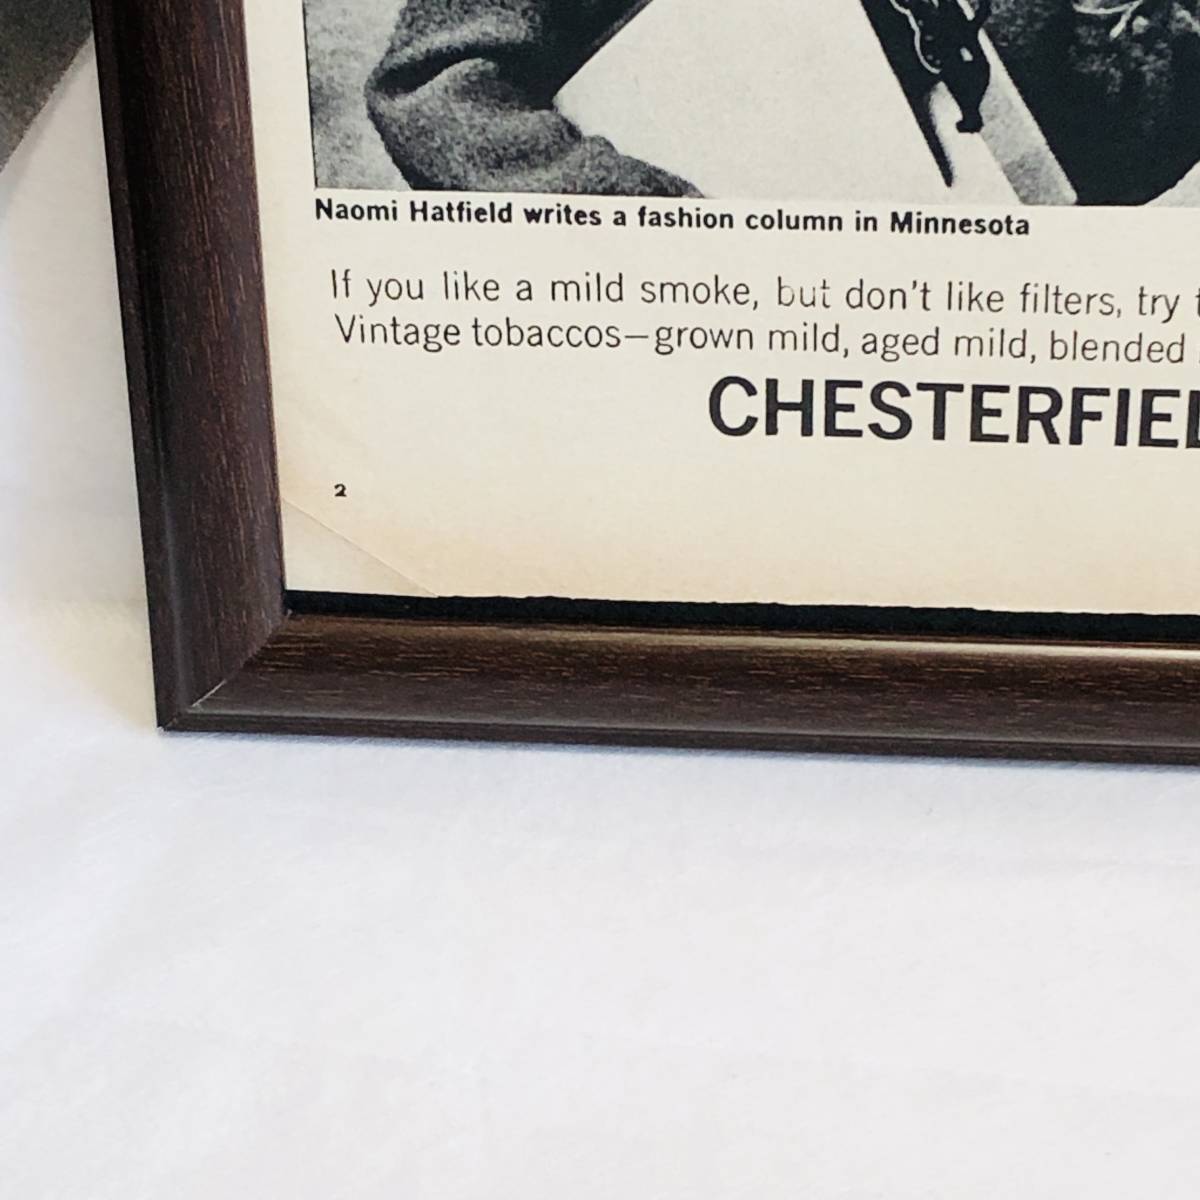 Naomi Hatfield writes a fashion column in Minnesota
If you like a mild smoke, but don't like filters, try
Vintage tobaccos—grown mild, aged mild, blended
CHESTERFIEL
2